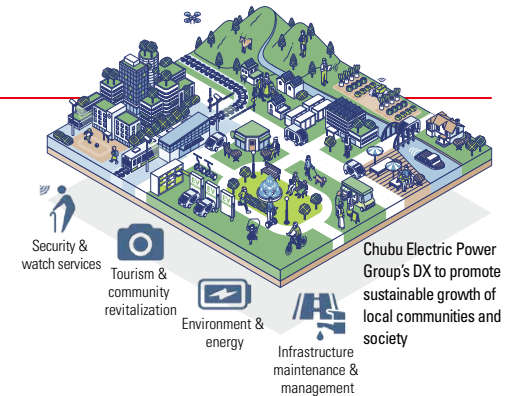 Security &
watch services
Tourism &
community
revitalization
Environment &
energy
Infrastructure
maintenance &
management
Chubu Electric Power
Group's DX to promote
sustainable growth of
local communities and
society